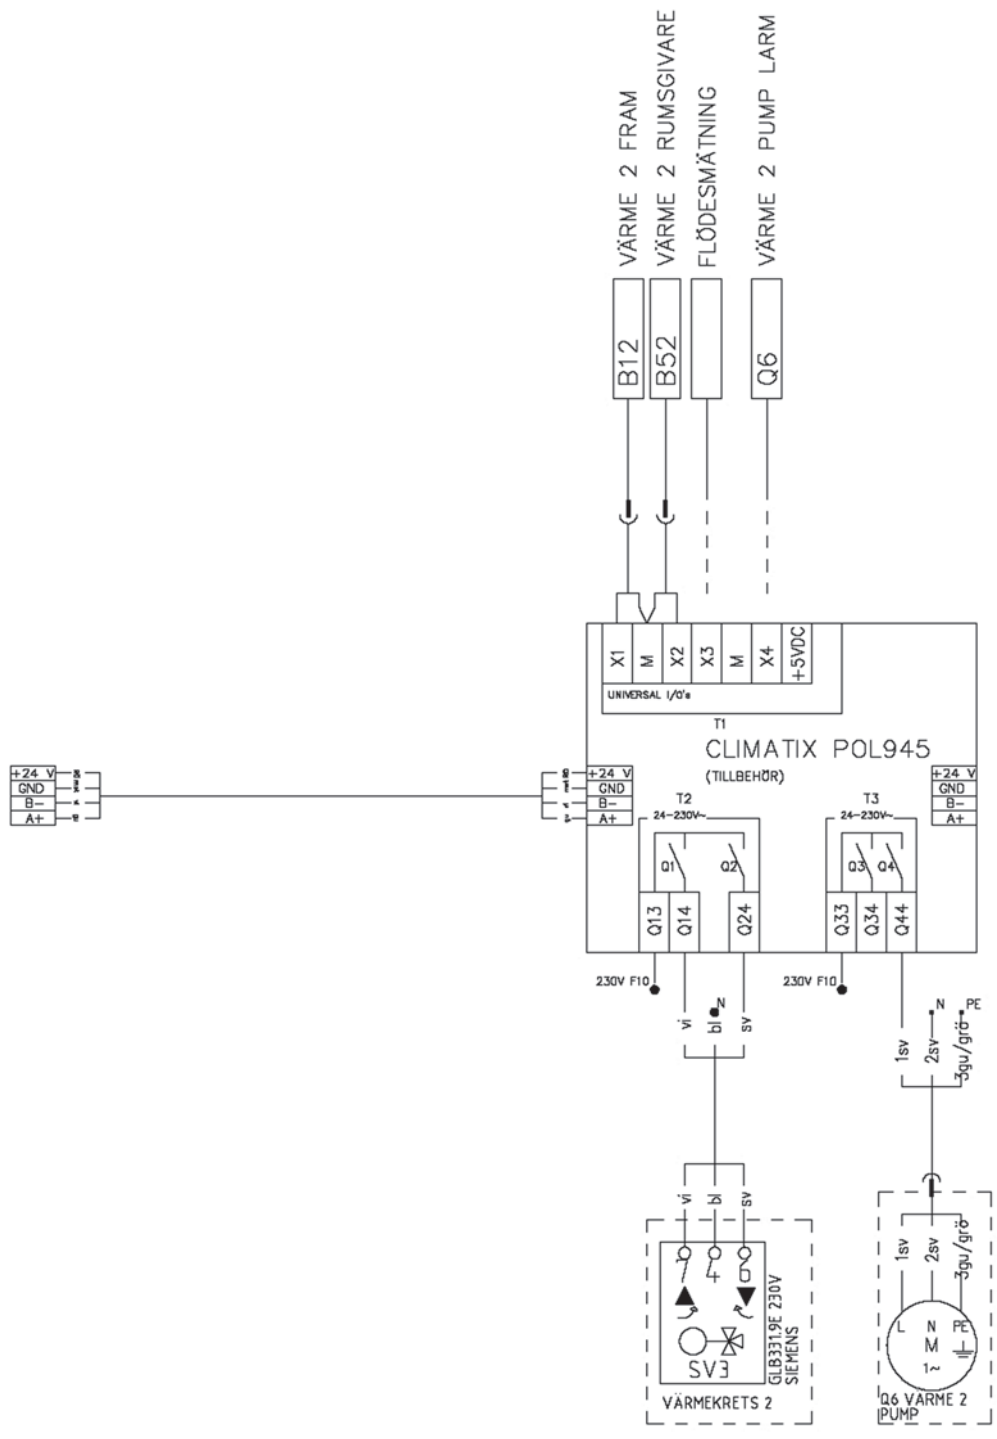 VÄRME 2 FRAM
VÄRME 2 RUMSGIVARE
FLÖDESMÄTNING
VÄRME 2 PUMP LARM
B12
B52
Q6
X1
M
X2
X3
M
X4
+5VDC
UNIVERSAL I/O's
T1
CLIMATIX POL945
(TILLBEHÖR)
+24 V
GND
B-
A+
+24 V
GND
B-
A+
+24 V
GND
B-
A+
T2
24-230V~
T3
24-230V~
Q1
Q2
Q3
Q4
Q13
Q14
Q24
Q33
Q34
Q44
230V F10
230V F10
N
N
PE
vi
bl
sv
1sv
2sv
3gu/grö
vi
bl
sv
1sv
2sv
3gu/grö
4
SV3
GLB331.9E 230V
SIEMENS
VÄRMEKRETS 2
L
N
PE
M
1~
Q6 VÄRME 2
PUMP